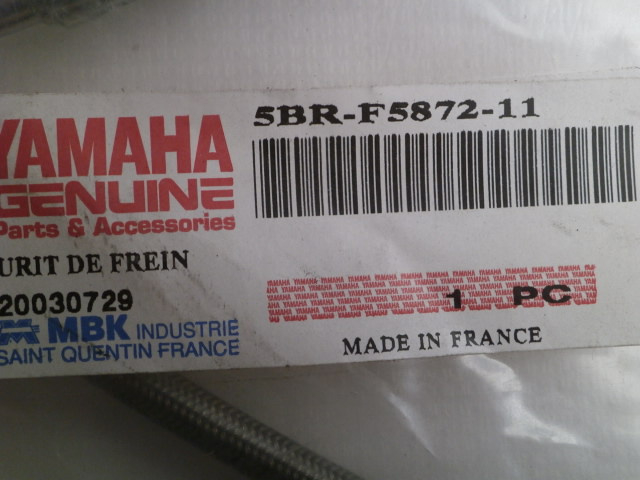 5BR-F5872-11
YAMAHA
GENUINE
Parts & Accessories
URIT DE FREIN
20030729
1 PC
MBK INDUSTRIE
SAINT QUENTIN FRANCE
MADE IN FRANCE